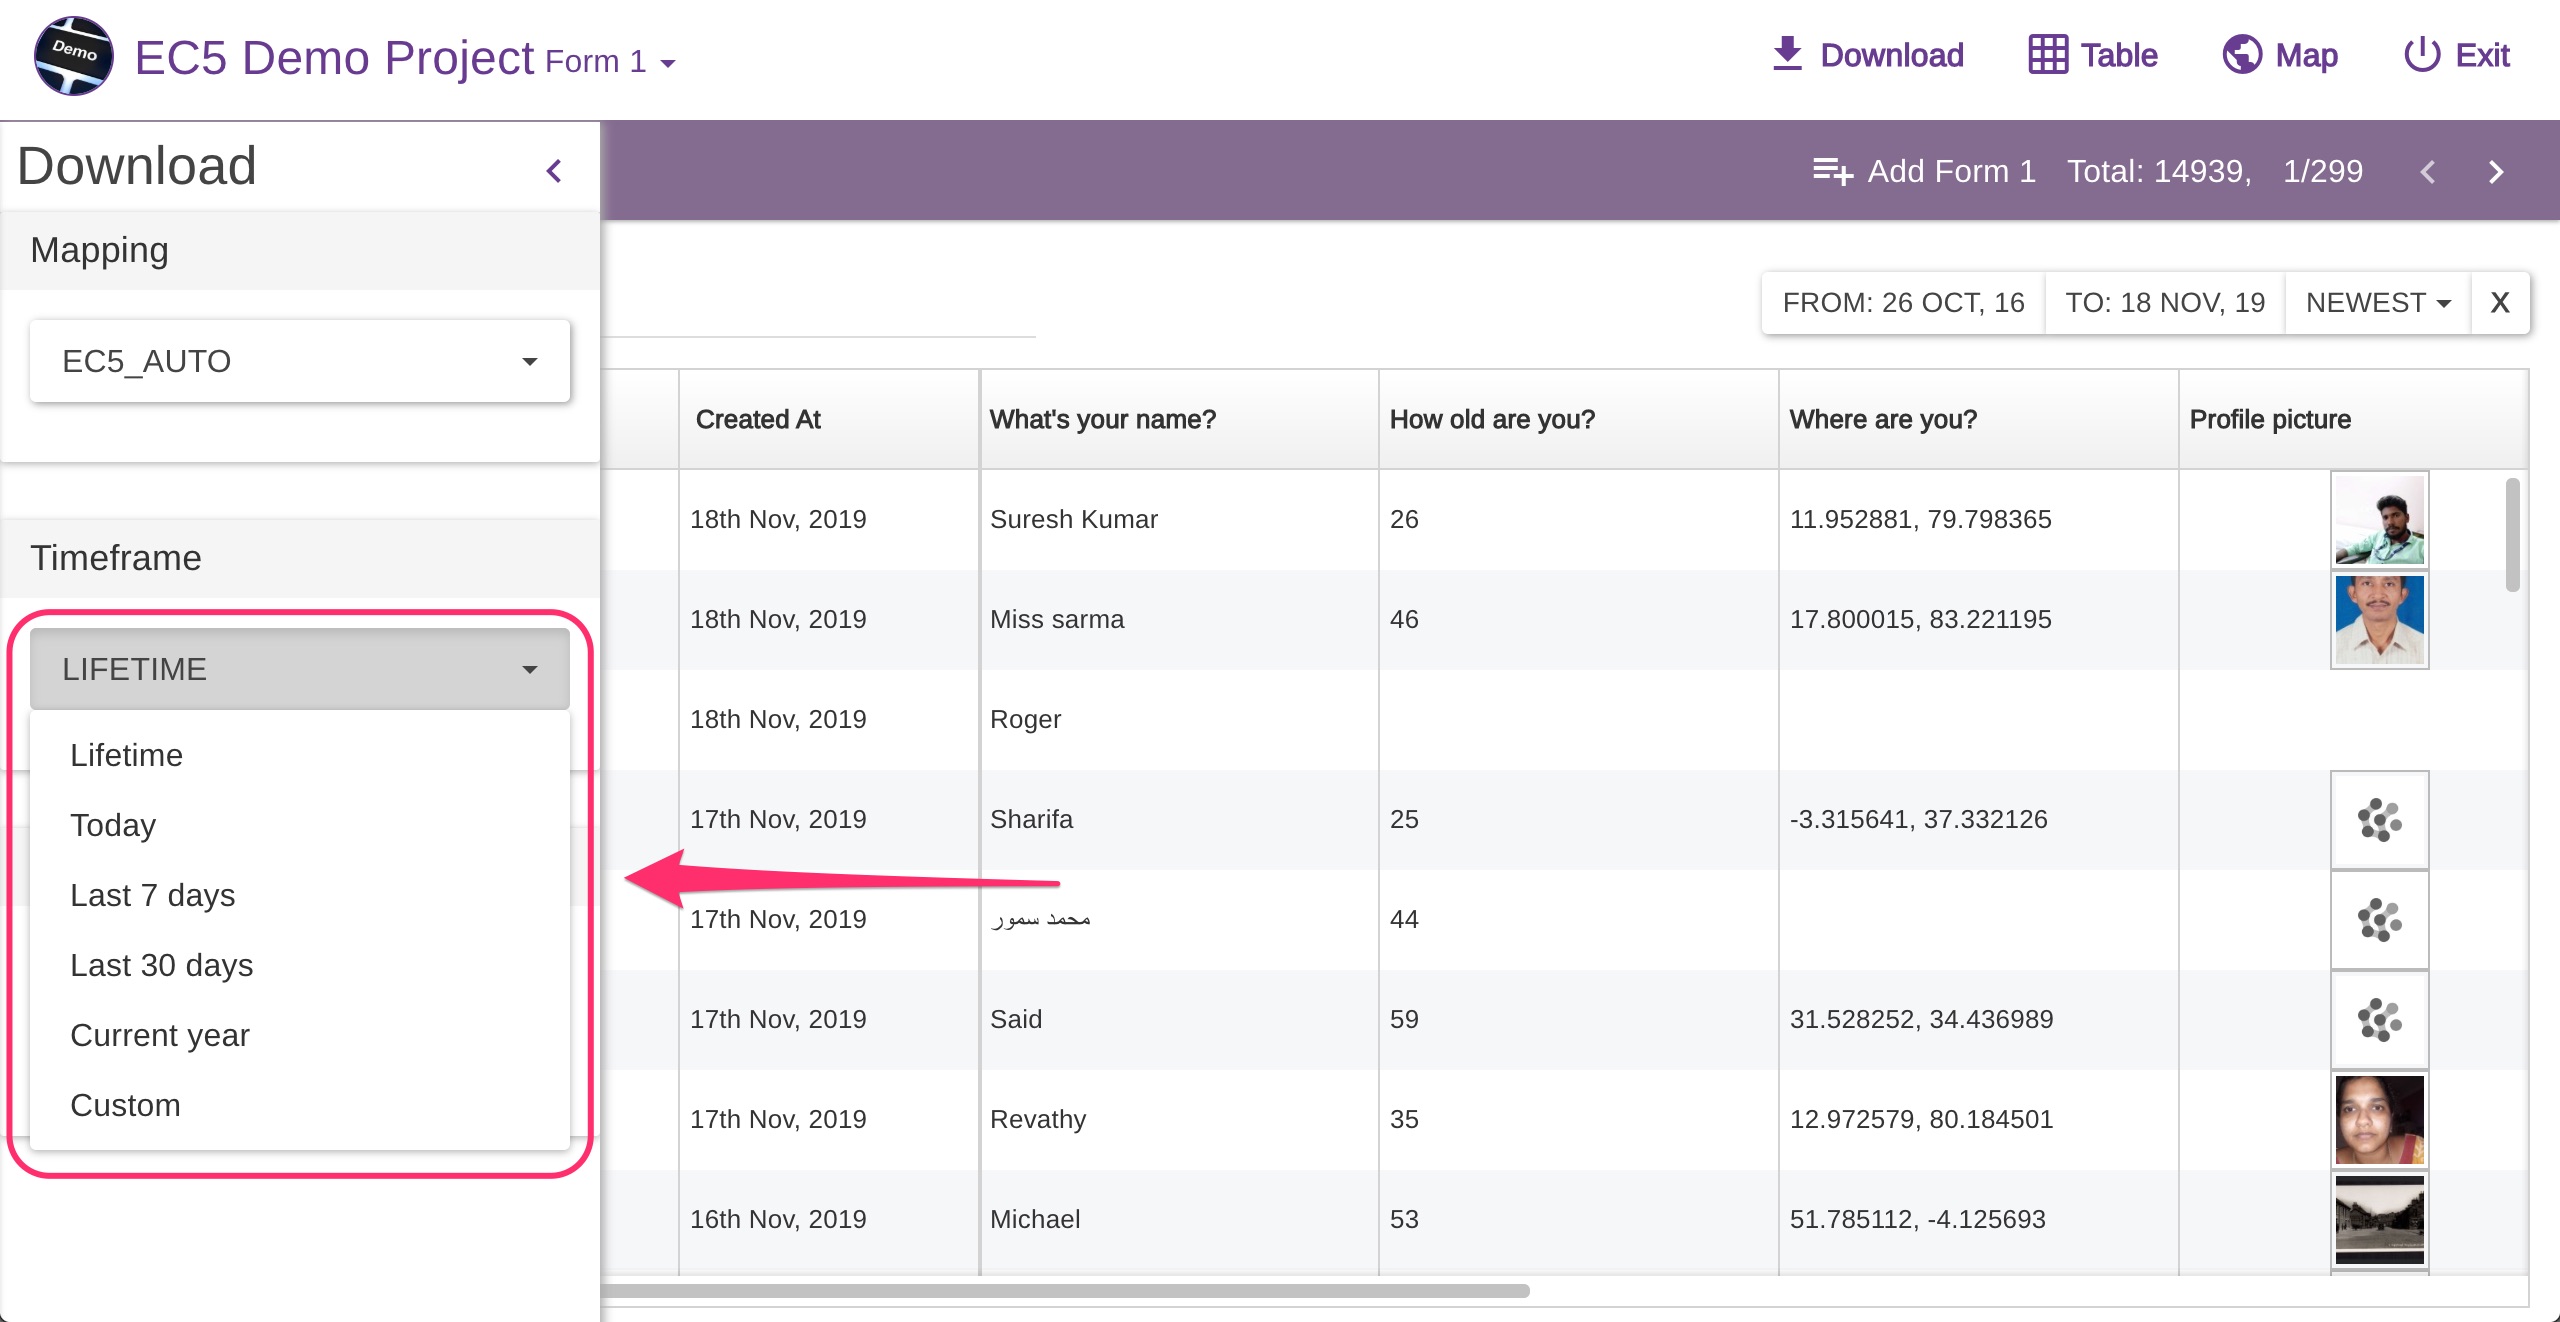 Demo
EC5 Demo Project Form 1
Download
Table
Map
Exit
Download
Add Form 1 Total: 14939, 1/299
Mapping
EC5_AUTO
FROM: 26 OCT, 16 TO: 18 NOV, 19 NEWEST X
Timeframe
LIFETIME
Lifetime
Today
Last 7 days
Last 30 days
Current year
Custom
Created At What's your name? How old are you? Where are you? Profile picture
18th Nov, 2019 Suresh Kumar 26 11.952881, 79.798365
18th Nov, 2019 Miss sarma 46 17.800015, 83.221195
18th Nov, 2019 Roger
17th Nov, 2019 Sharifa 25 -3.315641, 37.332126
17th Nov, 2019 محمد سمور 44
17th Nov, 2019 Said 59 31.528252, 34.436989
17th Nov, 2019 Revathy 35 12.972579, 80.184501
16th Nov, 2019 Michael 53 51.785112, -4.125693